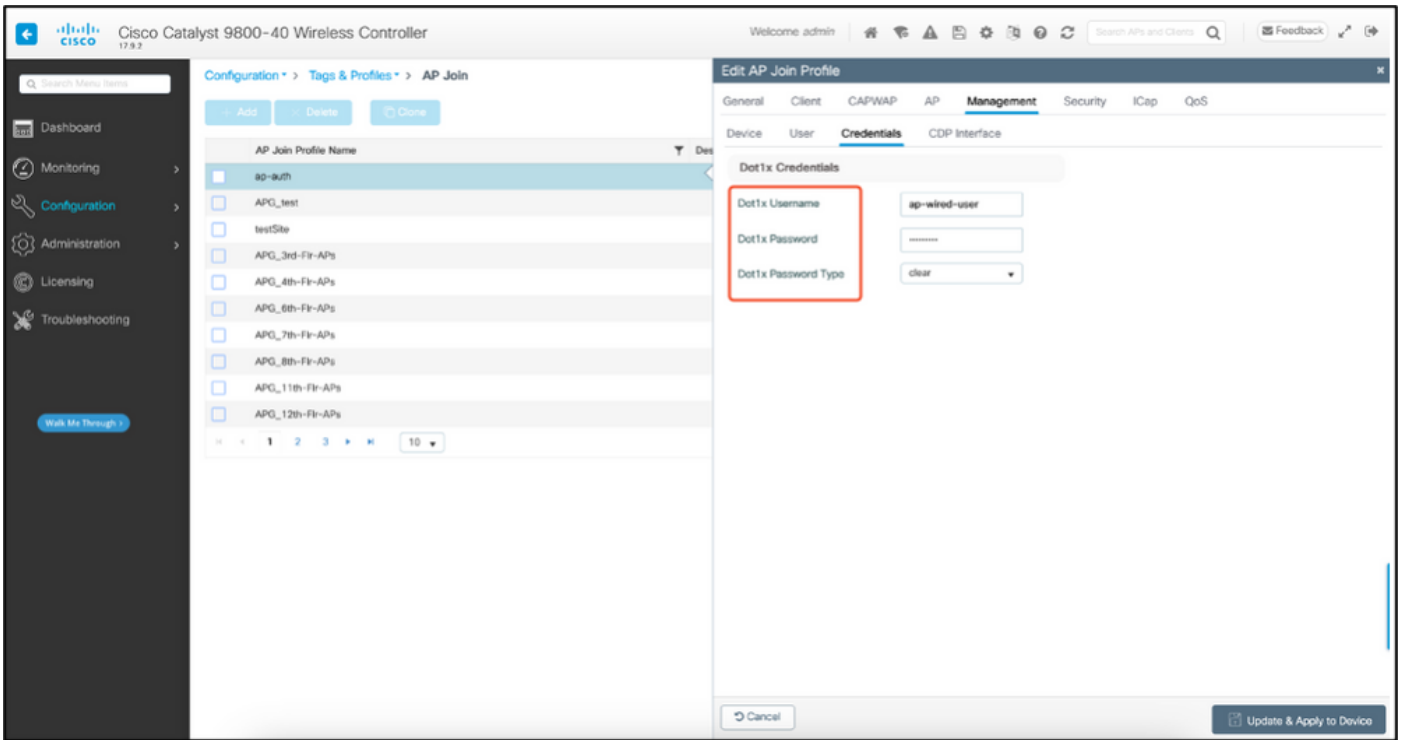 CISCO
Cisco Catalyst 9800-40 Wireless Controller
17.9.2
Welcome admin
Search APs and Clients
Feedback
Search Menu Items
Dashboard
Monitoring
Configuration
Administration
Licensing
Troubleshooting
Walk Me Through >
Configuration > Tags & Profiles > AP Join
+ Add
× Delete
Clone
AP Join Profile Name
Des
ap-auth
APG_test
testSite
APG_3rd-Flr-APs
APG_4th-Flr-APs
APG_6th-Flr-APs
APG_7th-Flr-APs
APG_8th-Flr-APs
APG_11th-Flr-APs
APG_12th-Flr-APs
1 2 3 10
Edit AP Join Profile
General Client CAPWAP AP Management Security ICap QoS
Device User Credentials CDP Interface
Dot1x Credentials
Dot1x Username ap-wired-user
Dot1x Password
Dot1x Password Type clear
Cancel
Update & Apply to Device